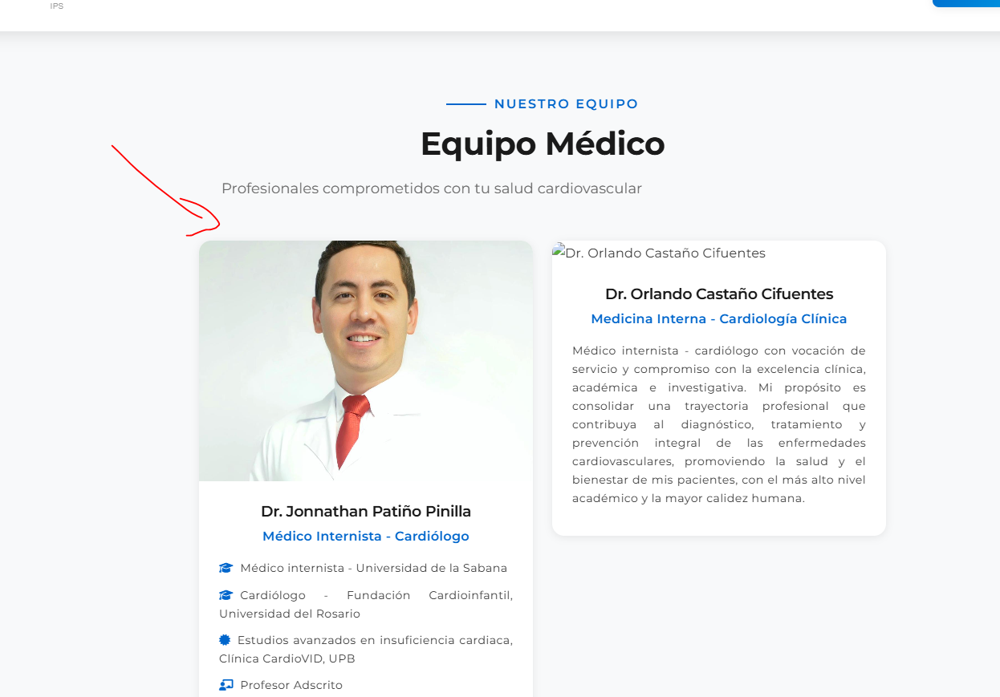 IPS
NUESTRO EQUIPO
Equipo Médico
Profesionales comprometidos con tu salud cardiovascular
Dr. Jonnathan Patiño Pinilla
Médico Internista - Cardiólogo
Médico internista - Universidad de la Sabana
Cardiólogo - Fundación Cardioinfantil,
Universidad del Rosario
Estudios avanzados en insuficiencia cardiaca,
Clínica CardioVID, UPB
Profesor Adscrito
Dr. Orlando Castaño Cifuentes
Dr. Orlando Castaño Cifuentes
Medicina Interna - Cardiología Clínica
Médico internista - cardiólogo con vocación de
servicio y compromiso con la excelencia clínica,
académica e investigativa. Mi propósito es
consolidar una trayectoria profesional que
contribuya al diagnóstico, tratamiento y
prevención integral de las enfermedades
cardiovasculares, promoviendo la salud y el
bienestar de mis pacientes, con el más alto nivel
académico y la mayor calidez humana.